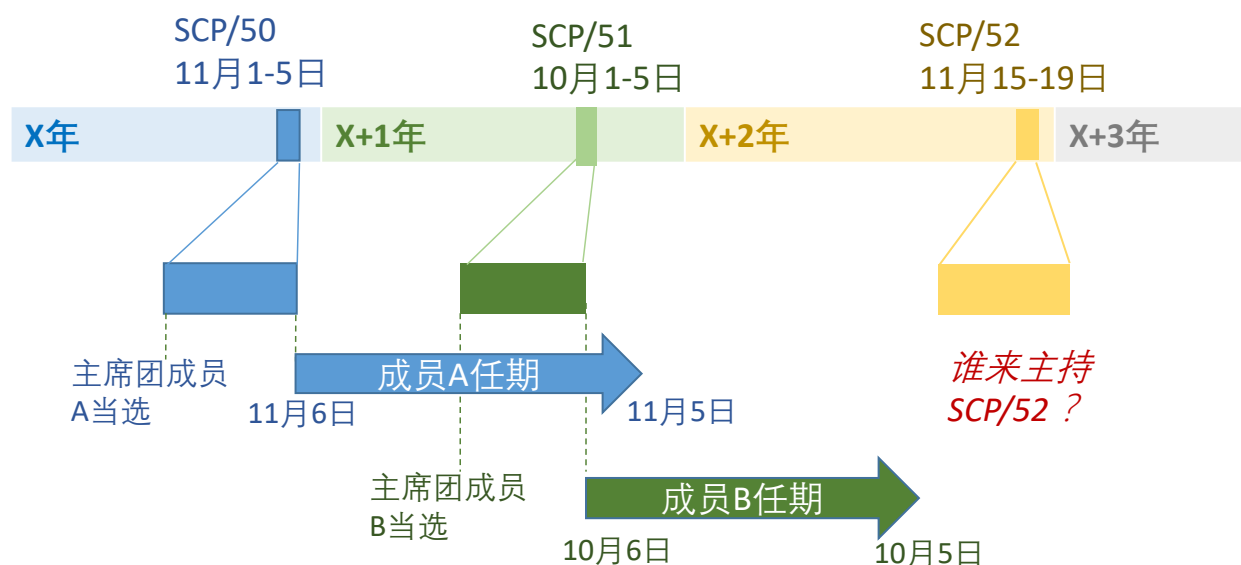 SCP/50
11月1-5日
SCP/51
10月1-5日
SCP/52
11月15-19日
X年
X+1年
X+2年
X+3年
主席团成员
A当选
11月6日
成员A任期
11月5日
谁来主持
SCP/52？
主席团成员
B当选
成员B任期
10月6日
10月5日